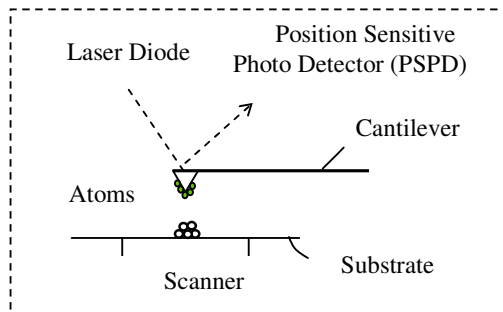 Laser Diode
Position Sensitive
Photo Detector (PSPD)
Cantilever
Atoms
Substrate
Scanner